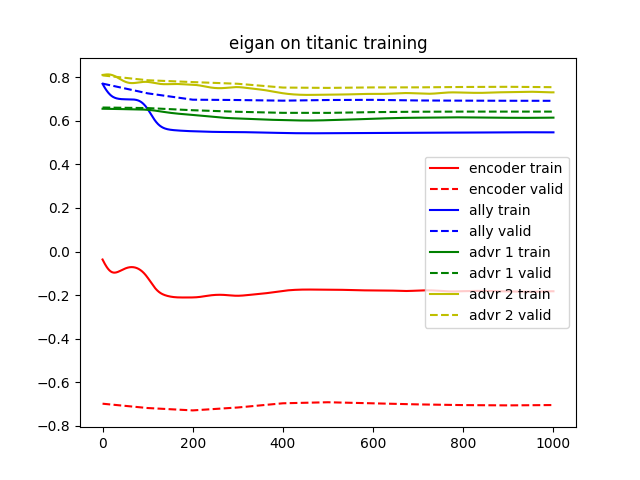 eigan on titanic training
0.8
0.6
0.4
0.2
0.0
−0.2
−0.4
−0.6
−0.8
encoder train
encoder valid
ally train
ally valid
advr 1 train
advr 1 valid
advr 2 train
advr 2 valid
0 200 400 600 800 1000